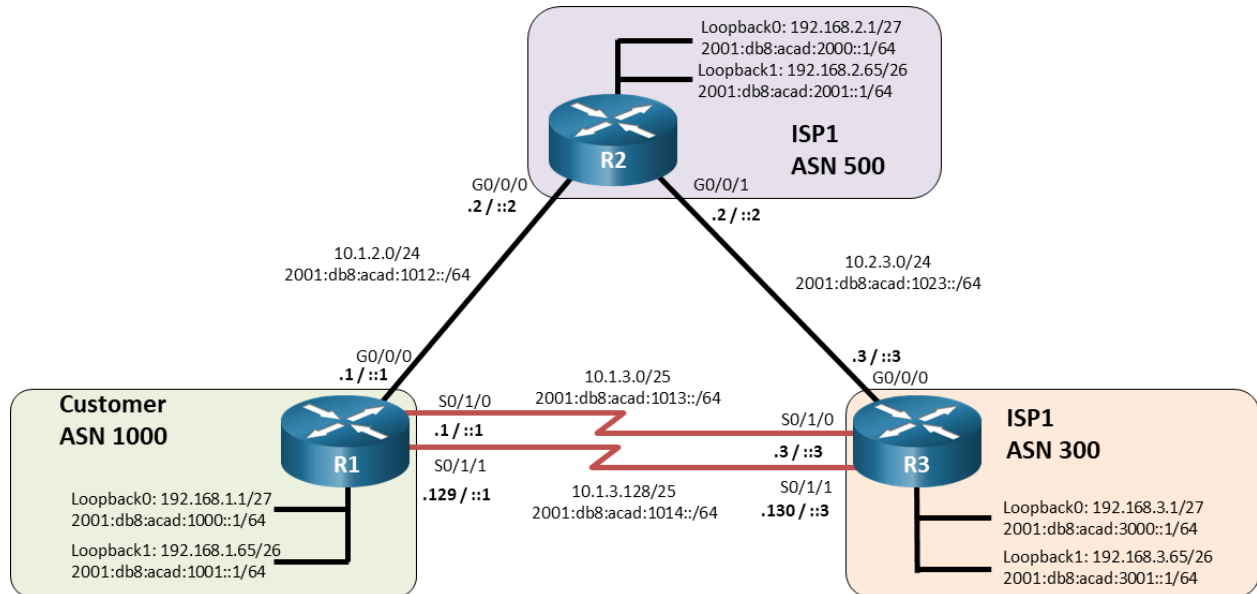 Loopback0: 192.168.2.1/27
2001:db8:acad:2000::1/64
Loopback1: 192.168.2.65/26
2001:db8:acad:2001::1/64
R2
ISP1
ASN 500
G0/0/0
.2 / ::2
G0/0/1
.2 / ::2
10.1.2.0/24
2001:db8:acad:1012::/64
10.2.3.0/24
2001:db8:acad:1023::/64
G0/0/0
.1 / ::1
.3 / ::3
G0/0/0
Customer
ASN 1000
R1
S0/1/0
.1 / ::1
S0/1/1
.129 / ::1
10.1.3.0/25
2001:db8:acad:1013::/64
10.1.3.128/25
2001:db8:acad:1014::/64
S0/1/0
.3 / ::3
S0/1/1
.130 / ::3
R3
ISP1
ASN 300
Loopback0: 192.168.1.1/27
2001:db8:acad:1000::1/64
Loopback1: 192.168.1.65/26
2001:db8:acad:1001::1/64
Loopback0: 192.168.3.1/27
2001:db8:acad:3000::1/64
Loopback1: 192.168.3.65/26
2001:db8:acad:3001::1/64